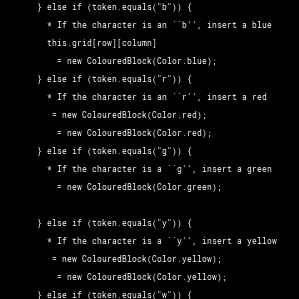 } else if (token.equals("b")) {
* If the character is an ``b'', insert a blue
this.grid[row][column]
= new ColouredBlock(Color.blue);
} else if (token.equals("r")) {
* If the character is an ``r'', insert a red
= new ColouredBlock(Color.red);
= new ColouredBlock(Color.red);
} else if (token.equals("g")) {
* If the character is a ``g'', insert a green
= new ColouredBlock(Color.green);
} else if (token.equals("y")) {
* If the character is a ``y'', insert a yellow
= new ColouredBlock(Color.yellow);
= new ColouredBlock(Color.yellow);
} else if (token.equals("w")) {